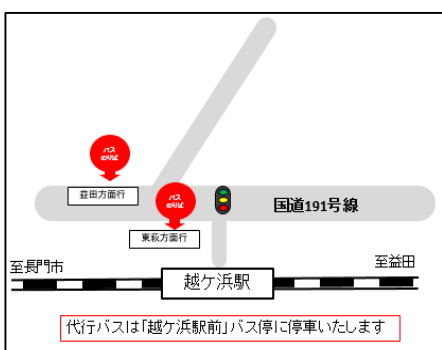 バス
のりば
益田方面行
バス
のりば
国道191号線
東萩方面行
至長門市
至益田
越ケ浜駅
代行バスは「越ケ浜駅前」バス停に停車いたします